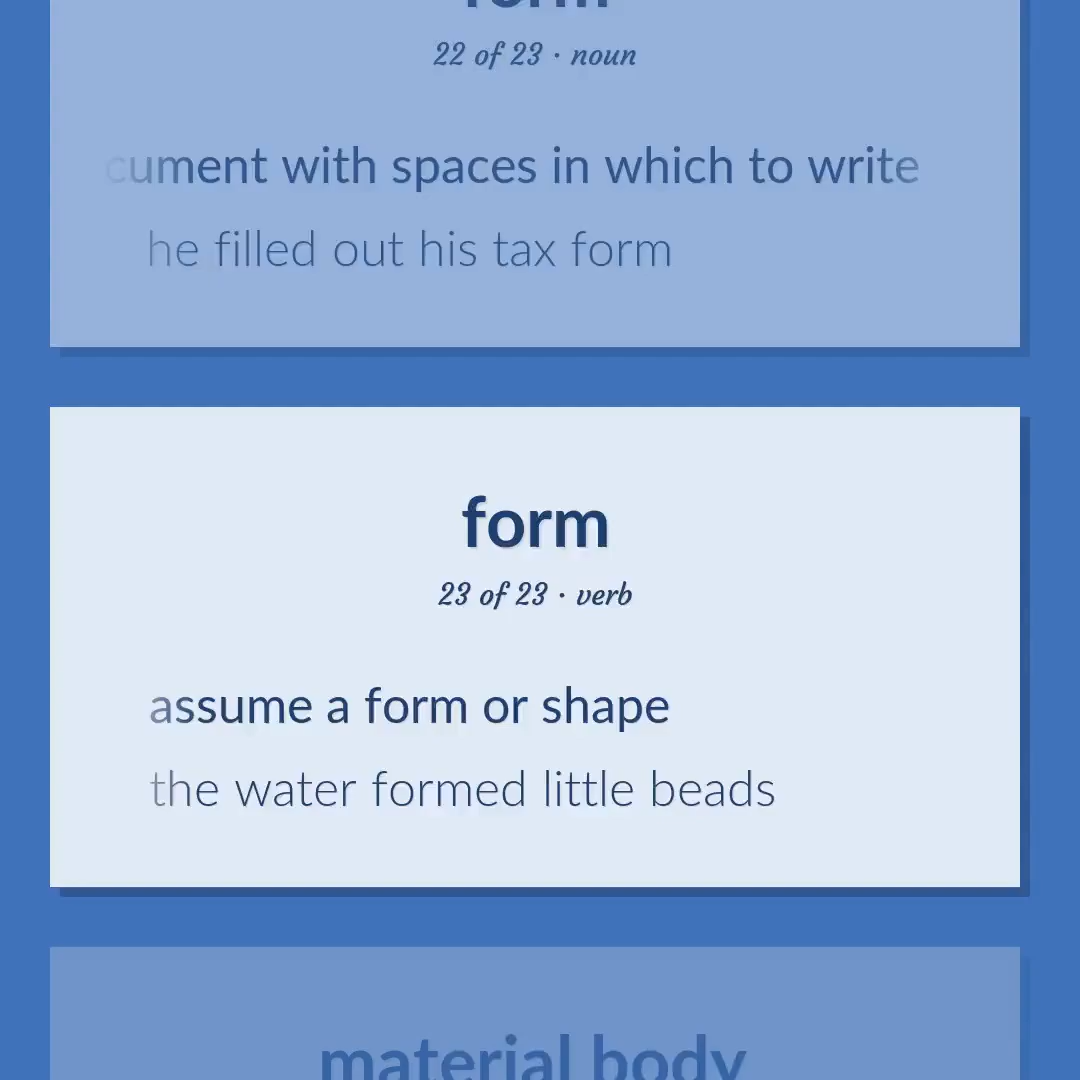 form
22 of 23 · noun
cument with spaces in which to write
he filled out his tax form
form
23 of 23 · verb
assume a form or shape
the water formed little beads
material body